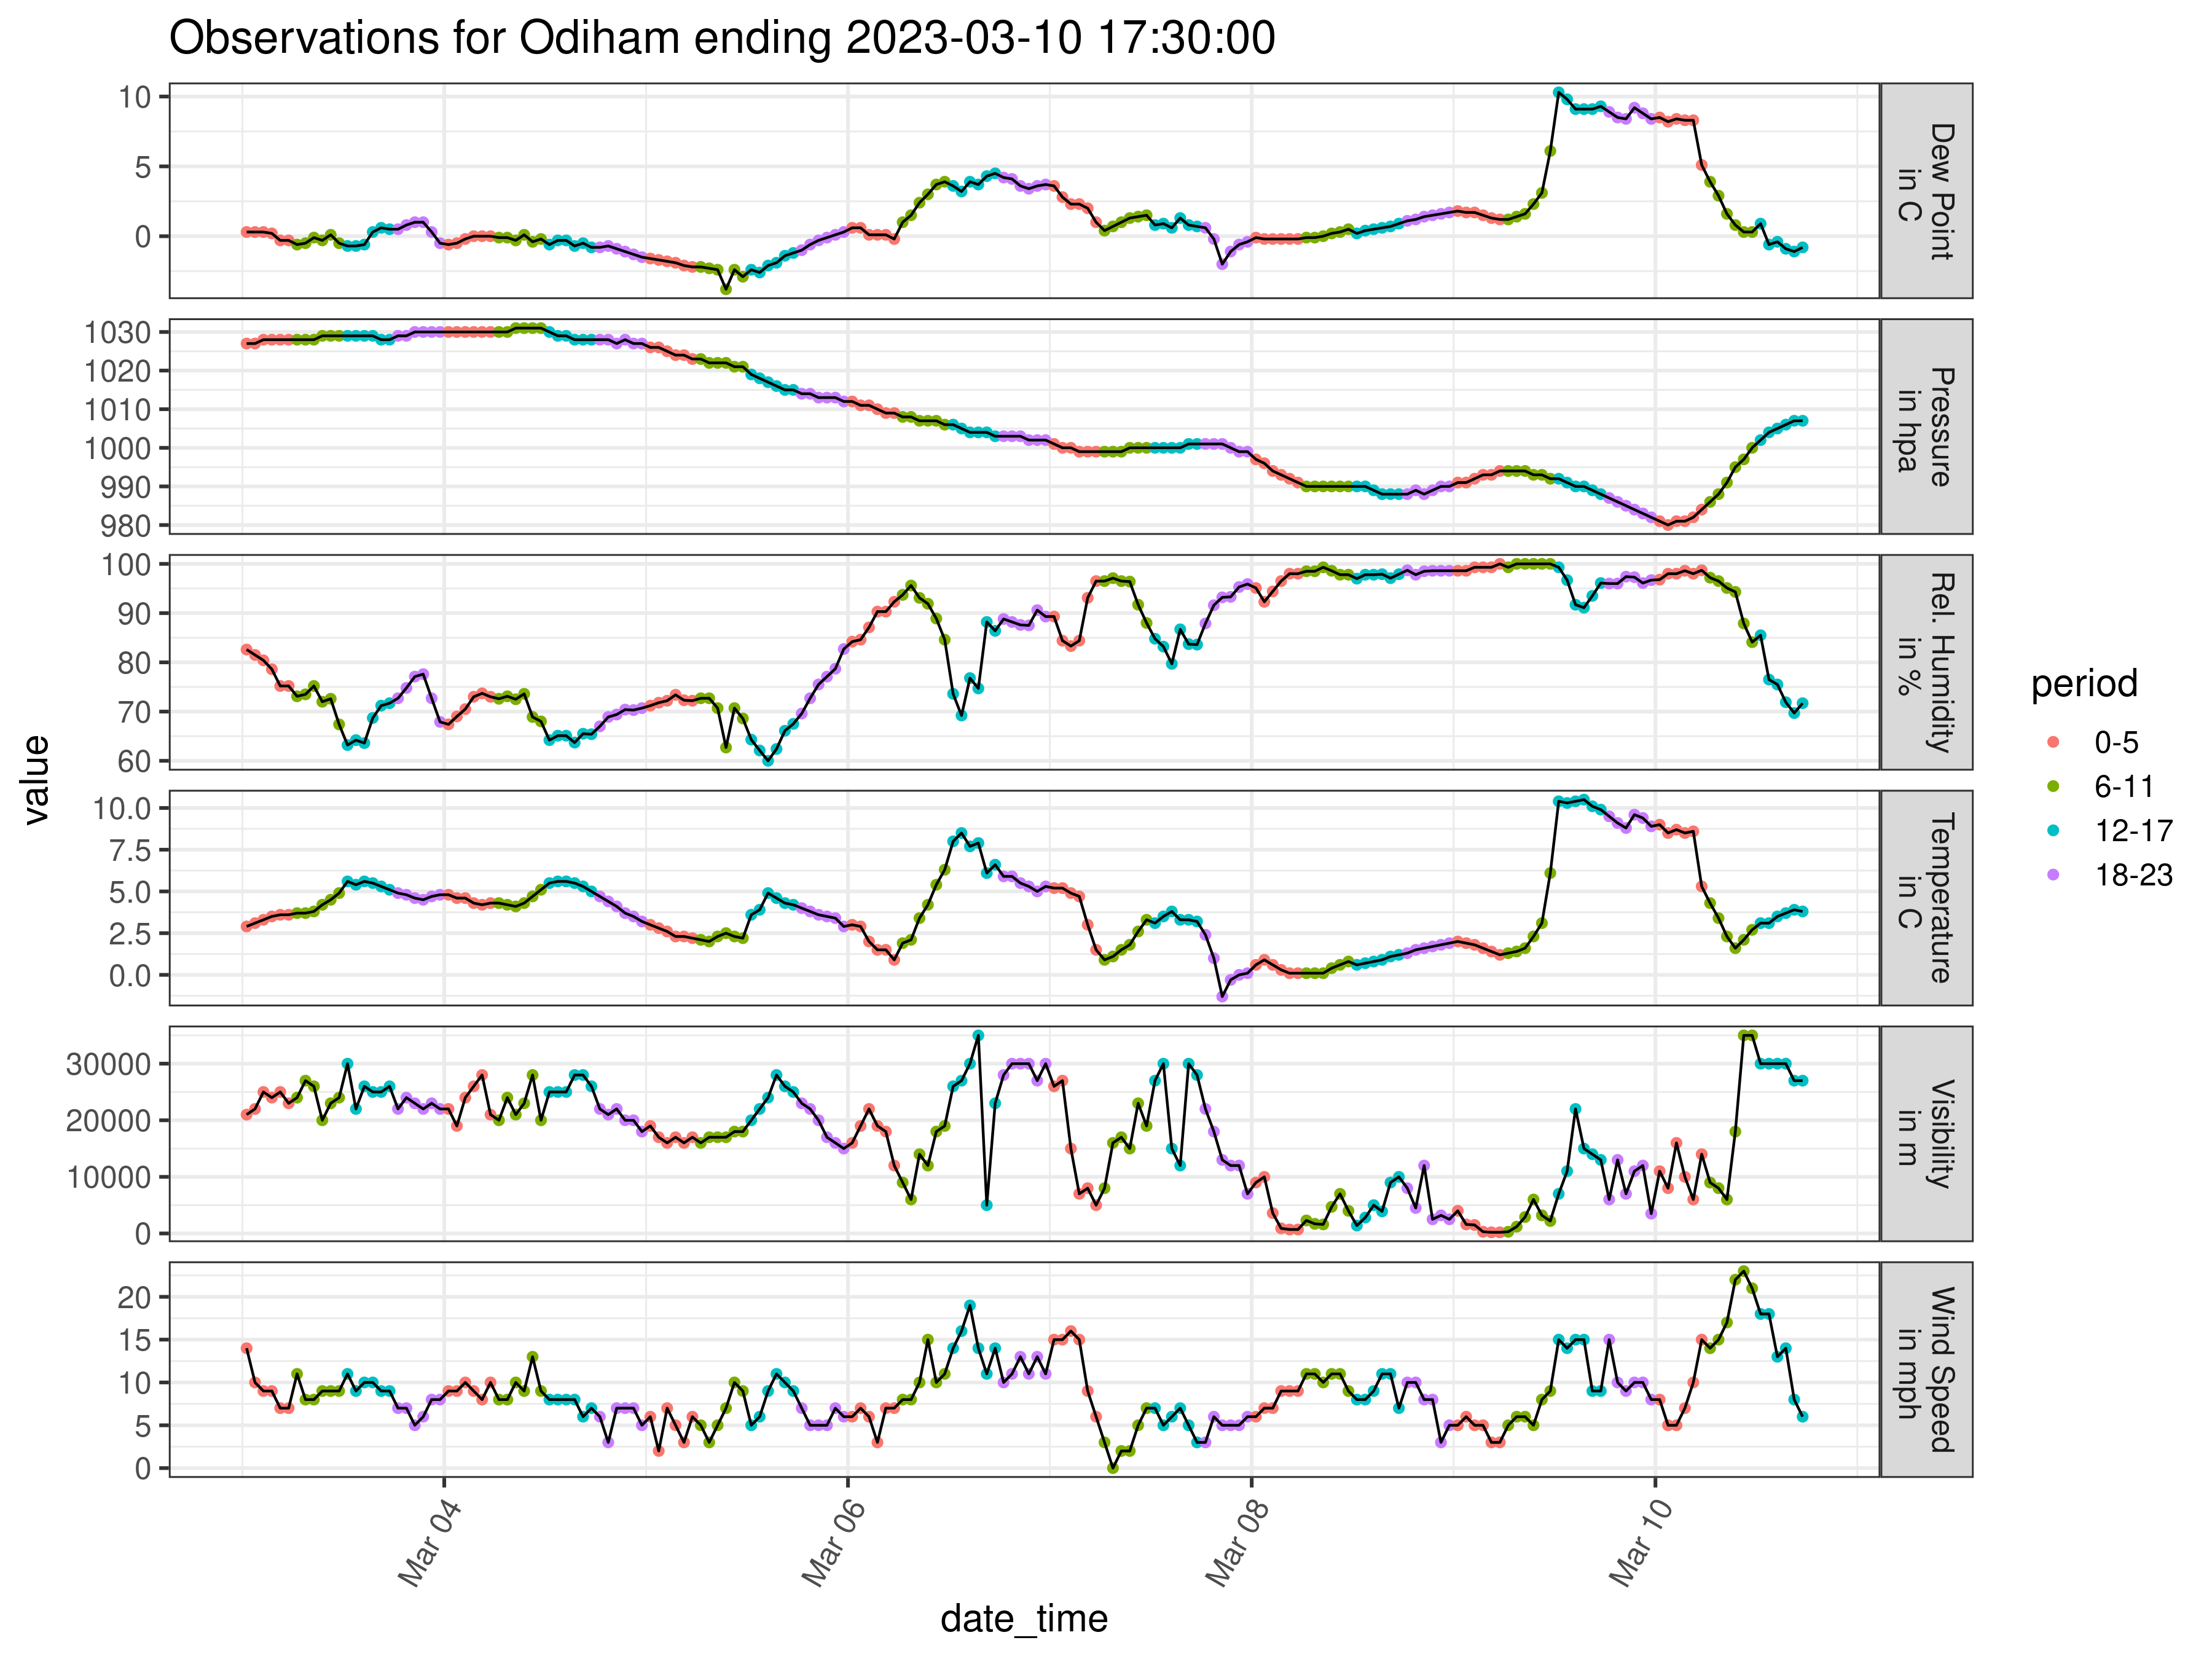 Observations for Odiham ending 2023-03-10 17:30:00
10
5
0
Dew Point
in C
1030
1020
1010
1000
990
980
Pressure
in hpa
100
90
80
70
60
Rel. Humidity
in %
10.0
7.5
5.0
2.5
0.0
Temperature
in C
30000
20000
10000
0
Visibility
in m
20
15
10
5
0
Wind Speed
in mph
value
Mar 04
Mar 06
Mar 08
Mar 10
date_time
period
0-5
6-11
12-17
18-23